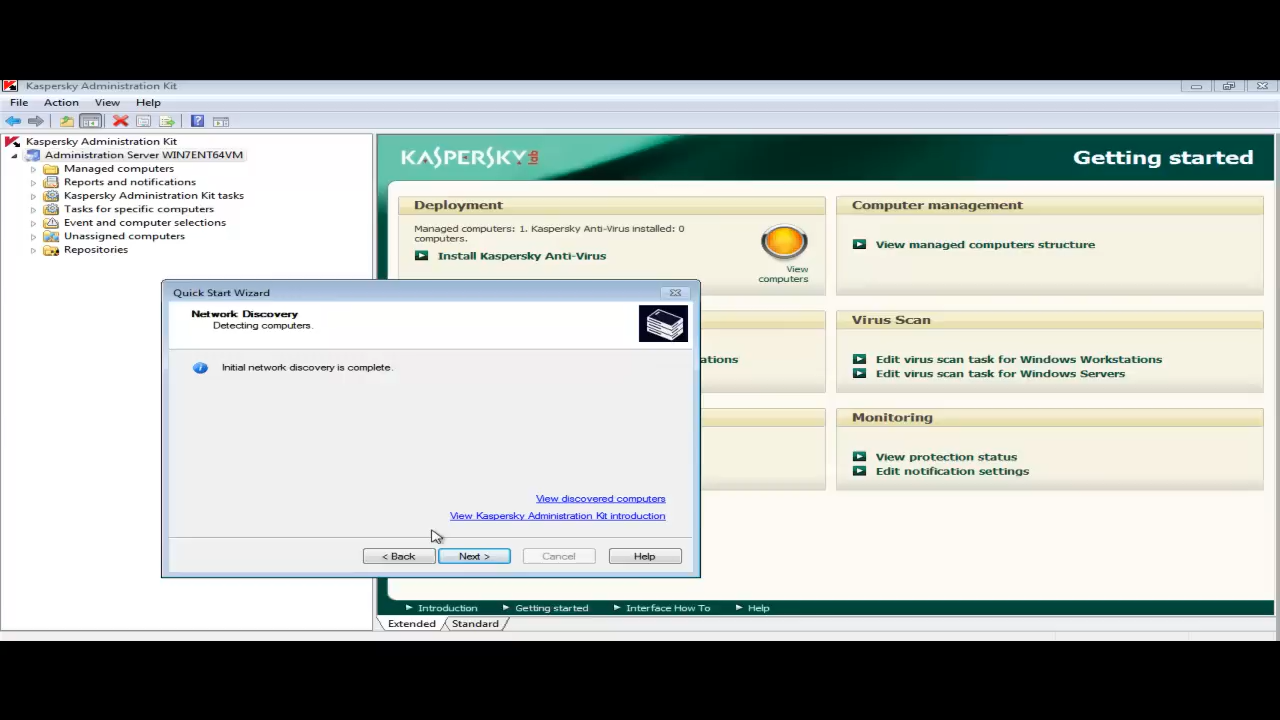 Kaspersky Administration Kit
File Action View Help
Kaspersky Administration Kit
Administration Server WIN7ENT64VM
Managed computers
Reports and notifications
Kaspersky Administration Kit tasks
Tasks for specific computers
Event and computer selections
Unassigned computers
Repositories
KASPERSKY lab
Getting started
Deployment
Managed computers: 1. Kaspersky Anti-Virus installed: 0
computers.
Install Kaspersky Anti-Virus
View
computers
Computer management
View managed computers structure
Quick Start Wizard
Network Discovery
Detecting computers.
Initial network discovery is complete.
View discovered computers
View Kaspersky Administration Kit introduction
< Back Next > Cancel Help
ations
Virus Scan
Edit virus scan task for Windows Workstations
Edit virus scan task for Windows Servers
Monitoring
View protection status
Edit notification settings
Introduction Getting started Interface How To Help
Extended Standard